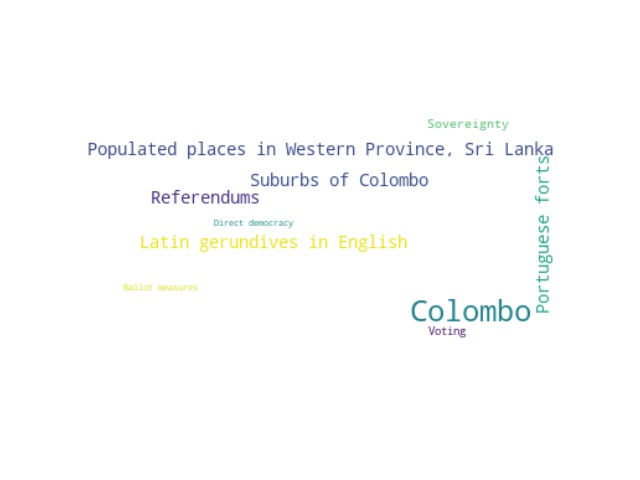 Sovereignty
Populated places in Western Province, Sri Lanka
Suburbs of Colombo
Referendums
Portuguese forts
Direct democracy
Latin gerundives in English
Ballot measures
Colombo
Voting